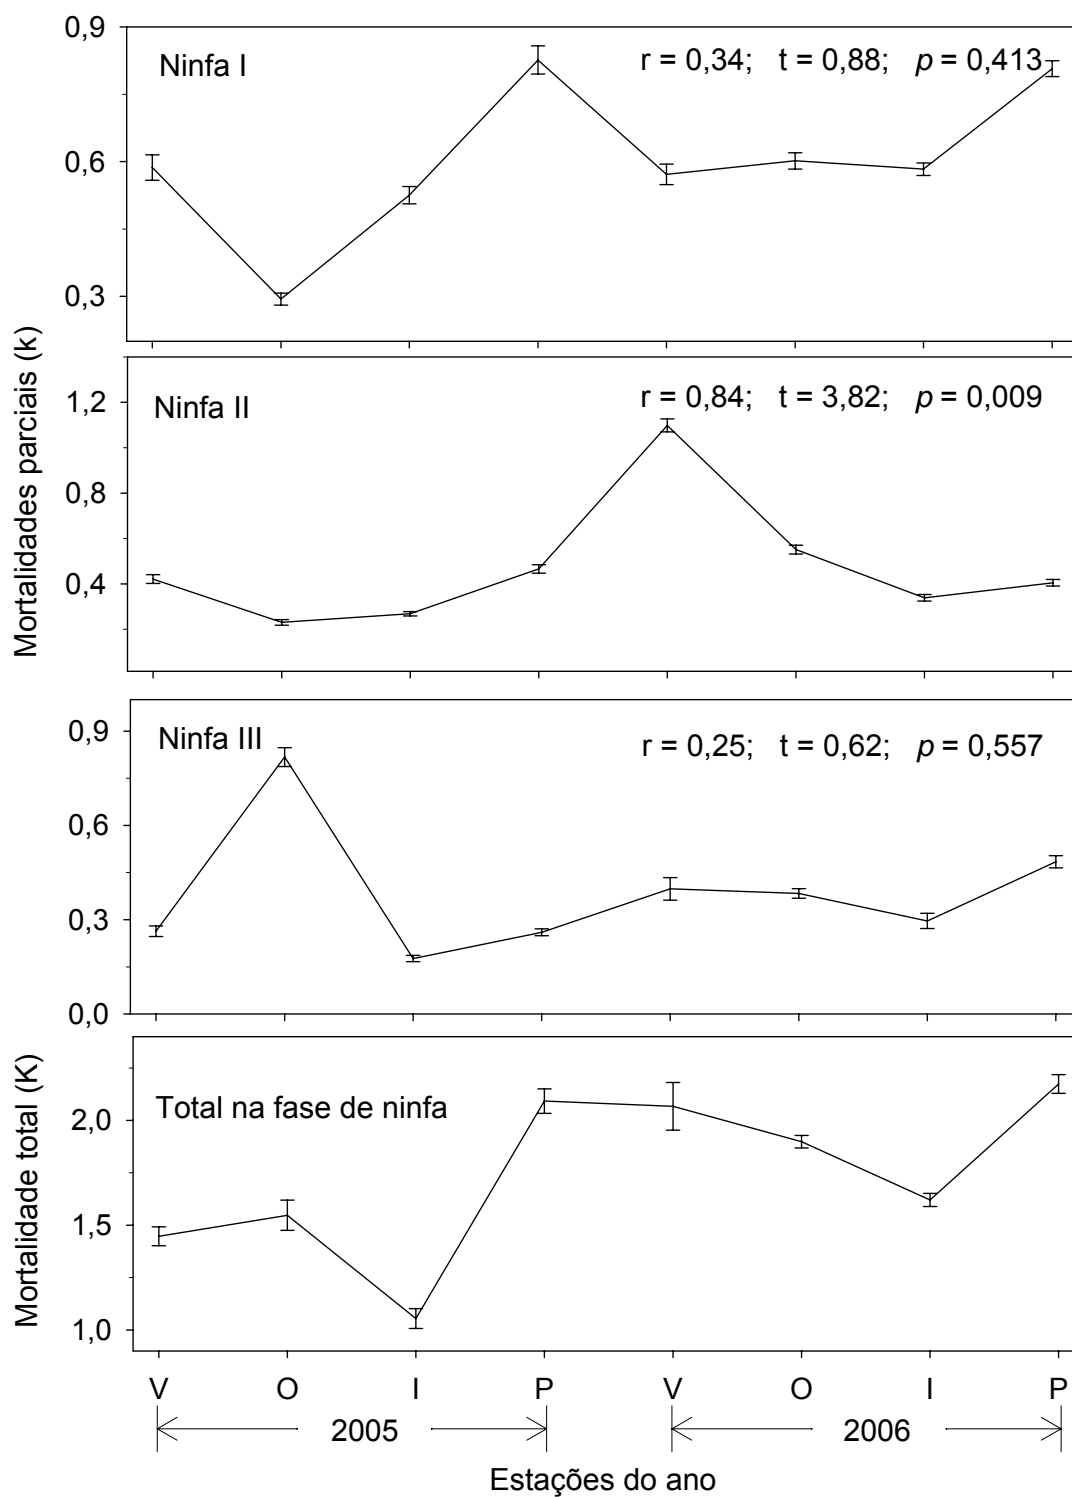 0,9
Ninfa I
r = 0,34; t = 0,88; p = 0,413
0,6
0,3
Mortalidades parciais (k)
1,2
Ninfa II
r = 0,84; t = 3,82; p = 0,009
0,8
0,4
0,9
Ninfa III
r = 0,25; t = 0,62; p = 0,557
0,6
0,3
0,0
Mortalidade total (K)
Total na fase de ninfa
2,0
1,5
1,0
V O I P V O I P
2005 2006
Estações do ano